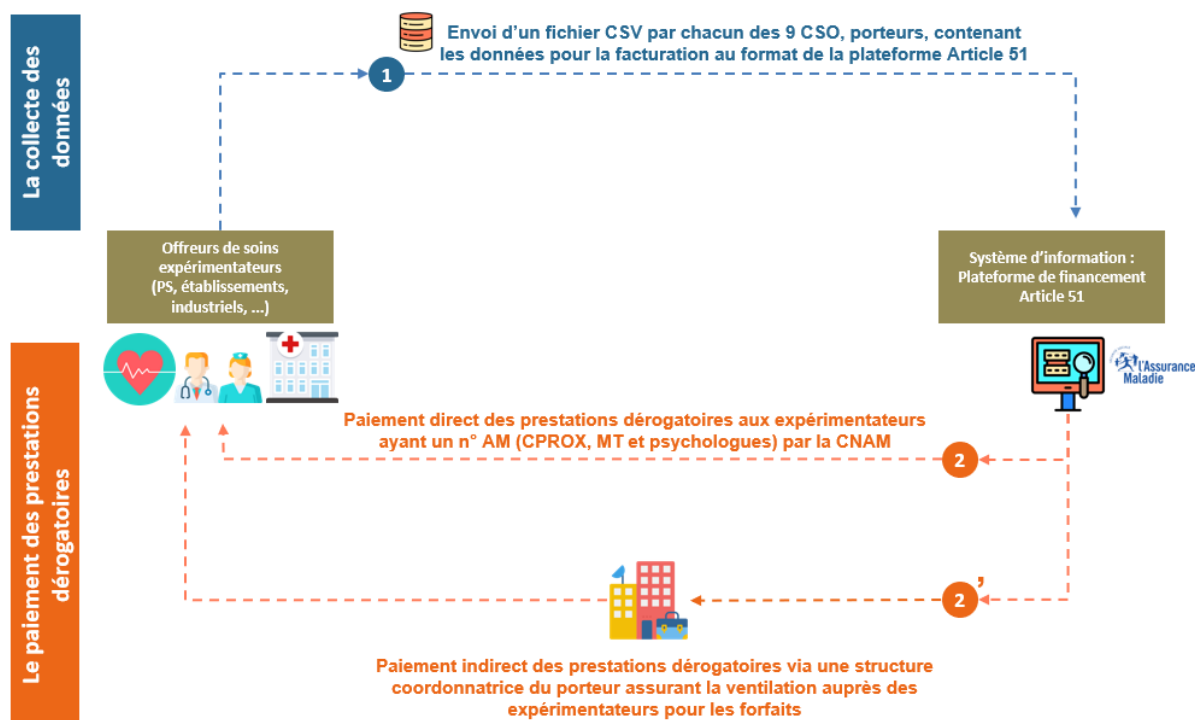 La collecte des
données
Envoi d’un fichier CSV par chacun des 9 CSO, porteurs, contenant
les données pour la facturation au format de la plateforme Article 51
1
Offreurs de soins
expérimentateurs
(PS, établissements,
industriels, ...)
Système d’information :
Plateforme de financement
Article 51
l'Assurance
Maladie
Le paiement des prestations
dérogatoires
Paiement direct des prestations dérogatoires aux expérimentateurs
ayant un n° AM (CPROX, MT et psychologues) par la CNAM
2
2’
Paiement indirect des prestations dérogatoires via une structure
coordonnatrice du porteur assurant la ventilation auprès des
expérimentateurs pour les forfaits